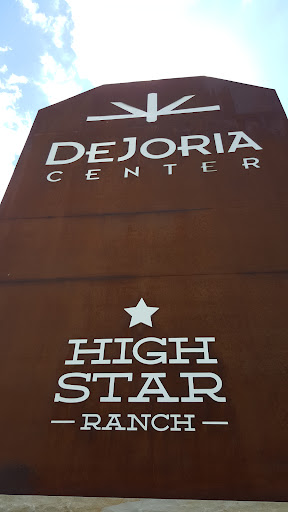 DEJORIA
CENTER
HIGH
STAR
— RANCH —